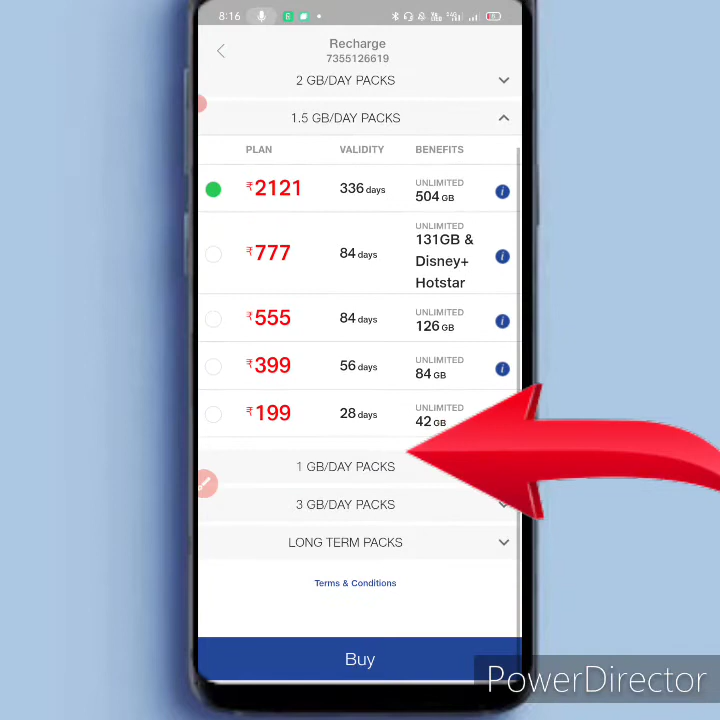 8:16
Recharge
7355126619
2 GB/DAY PACKS
1.5 GB/DAY PACKS
PLAN VALIDITY BENEFITS
₹2121 336 days UNLIMITED
504 GB
₹777 84 days UNLIMITED
131GB &
Disney+
Hotstar
₹555 84 days UNLIMITED
126 GB
₹399 56 days UNLIMITED
84 GB
₹199 28 days UNLIMITED
42 GB
1 GB/DAY PACKS
3 GB/DAY PACKS
LONG TERM PACKS
Terms & Conditions
Buy
PowerDirector